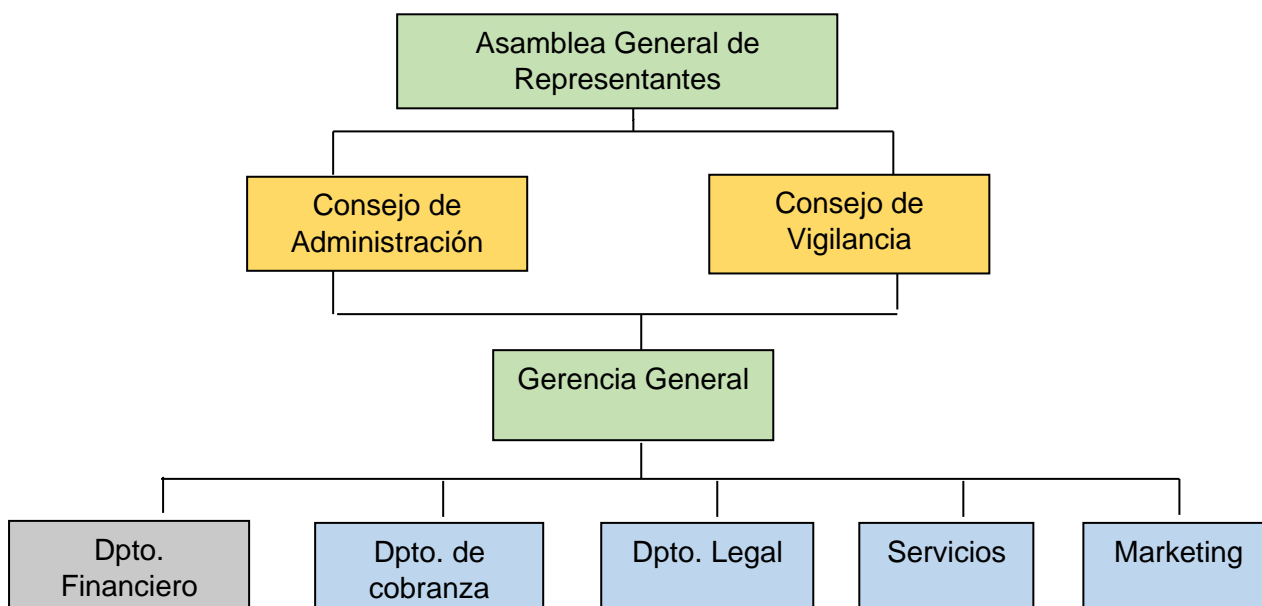 Asamblea General de
Representantes
Consejo de
Administración
Consejo de
Vigilancia
Gerencia General
Dpto.
Financiero
Dpto. de
cobranza
Dpto. Legal
Servicios
Marketing